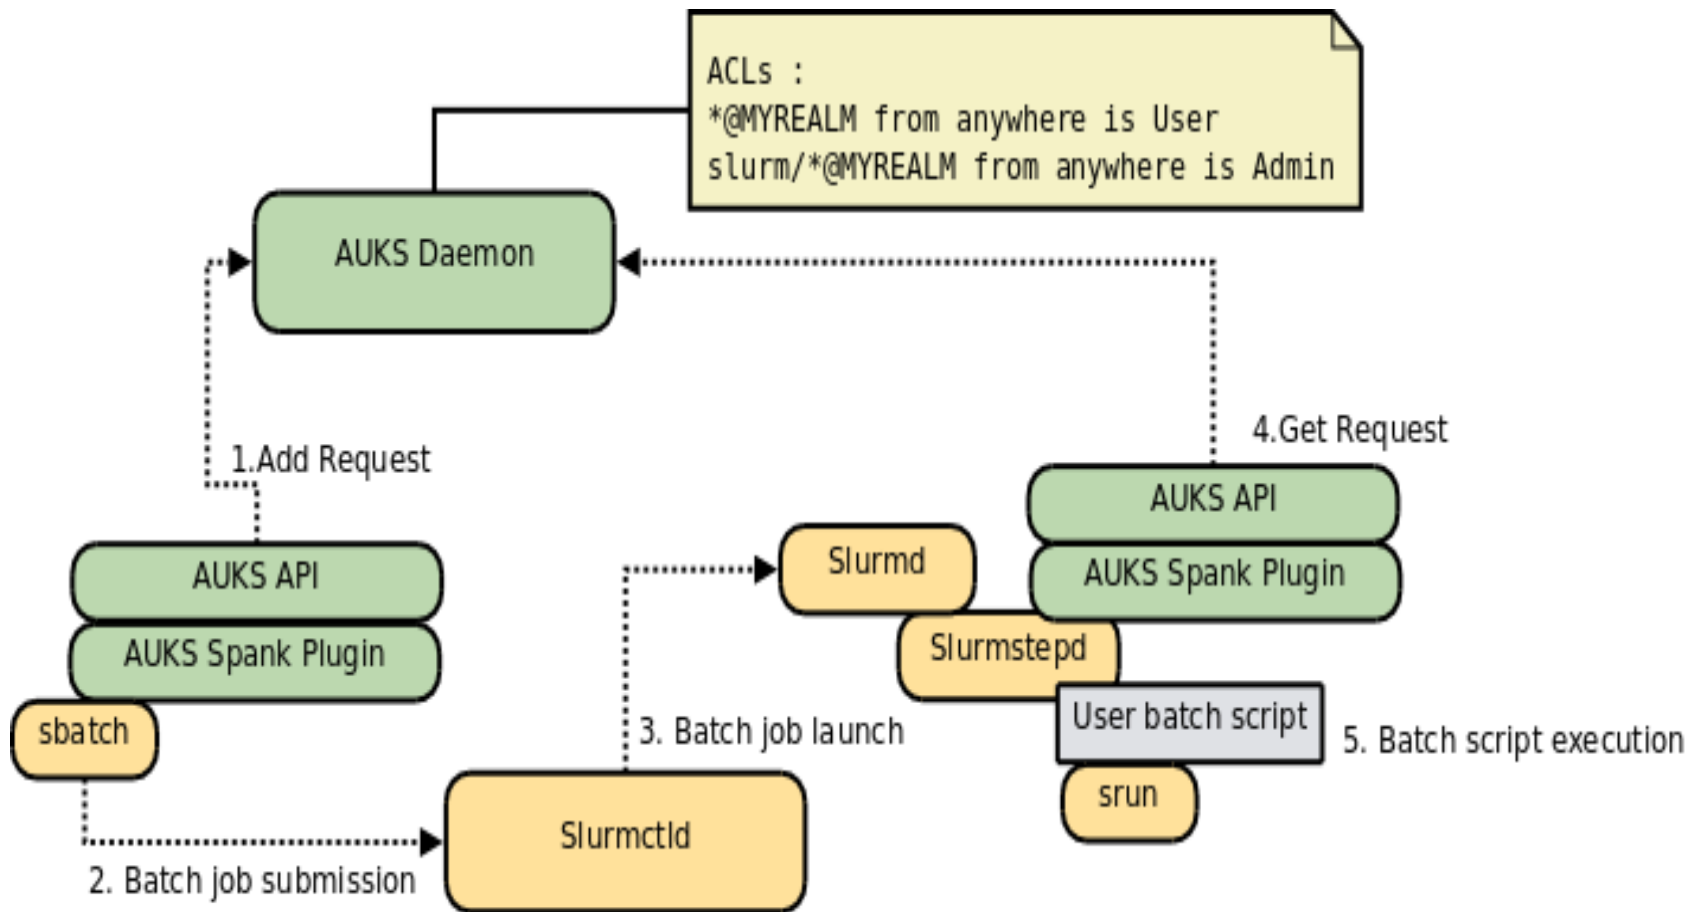 ACLs :
*@MYREALM from anywhere is User
slurm/*@MYREALM from anywhere is Admin
AUKS Daemon
1.Add Request
4.Get Request
AUKS API
AUKS Spank Plugin
sbatch
2. Batch job submission
Slurmctld
3. Batch job launch
Slurmd
AUKS API
AUKS Spank Plugin
Slurmstepd
User batch script
5. Batch script execution
srun